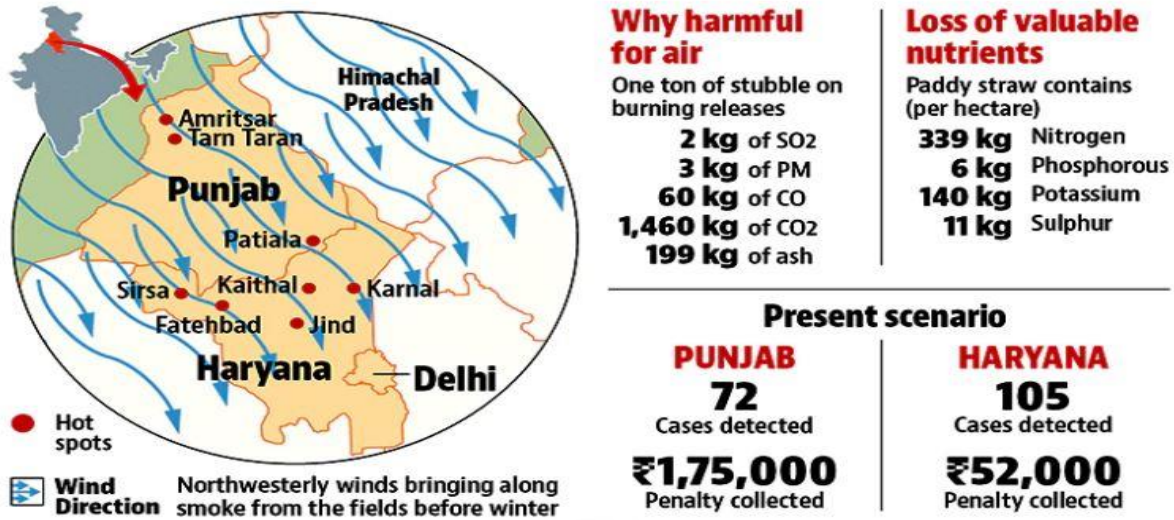 Himachal
Pradesh
Amritsar
Tarn Taran
Punjab
Patiala
Sirsa
Kaithal
Karnal
Fatehbad
Jind
Haryana
Delhi
Hot
spots
Wind
Direction
Northwesterly winds bringing along
smoke from the fields before winter
Why harmful
for air
One ton of stubble on
burning releases
2 kg of SO2
3 kg of PM
60 kg of CO
1,460 kg of CO2
199 kg of ash
Loss of valuable
nutrients
Paddy straw contains
(per hectare)
339 kg Nitrogen
6 kg Phosphorous
140 kg Potassium
11 kg Sulphur
Present scenario
PUNJAB
72
Cases detected
₹1,75,000
Penalty collected
HARYANA
105
Cases detected
₹52,000
Penalty collected